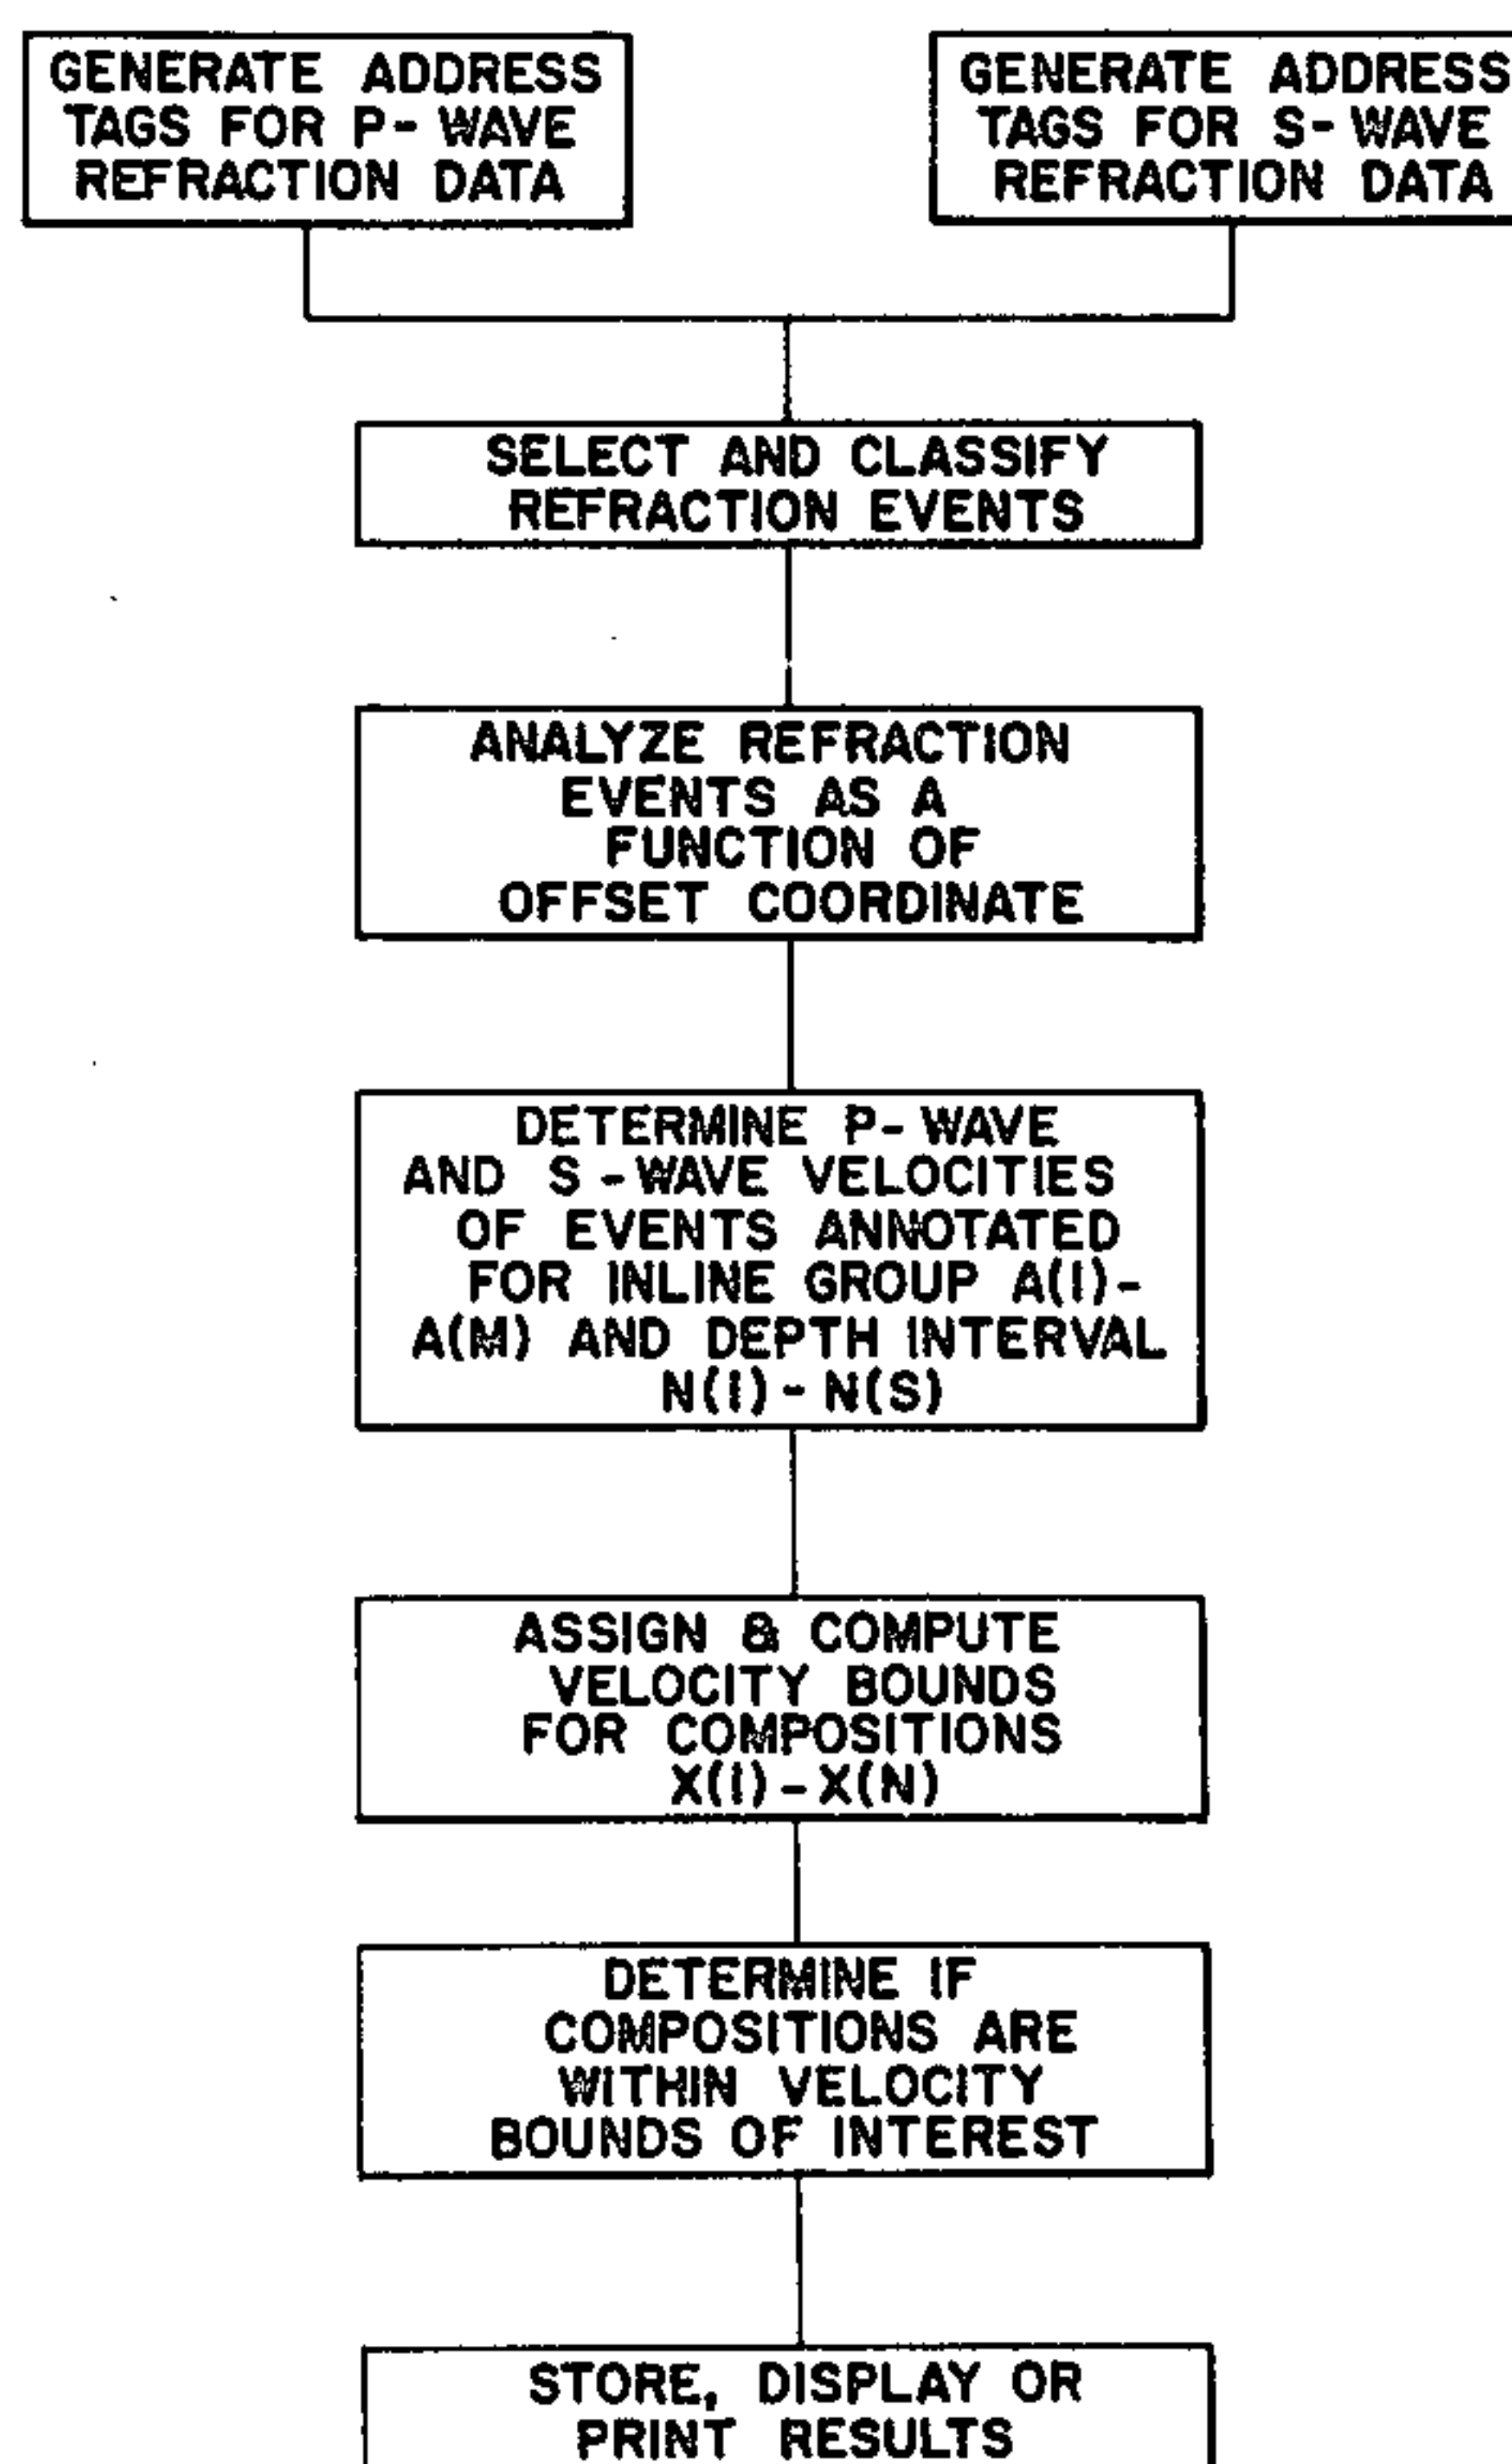 GENERATE ADDRESS
TAGS FOR P-WAVE
REFRACTION DATA
GENERATE ADDRESS
TAGS FOR S-WAVE
REFRACTION DATA
SELECT AND CLASSIFY
REFRACTION EVENTS
ANALYZE REFRACTION
EVENTS AS A
FUNCTION OF
OFFSET COORDINATE
DETERMINE P-WAVE
AND S-WAVE VELOCITIES
OF EVENTS ANNOTATED
FOR INLINE GROUP A(I)-
A(M) AND DEPTH INTERVAL
N(I)-N(S)
ASSIGN & COMPUTE
VELOCITY BOUNDS
FOR COMPOSITIONS
X(I)-X(N)
DETERMINE IF
COMPOSITIONS ARE
WITHIN VELOCITY
BOUNDS OF INTEREST
STORE, DISPLAY OR
PRINT RESULTS